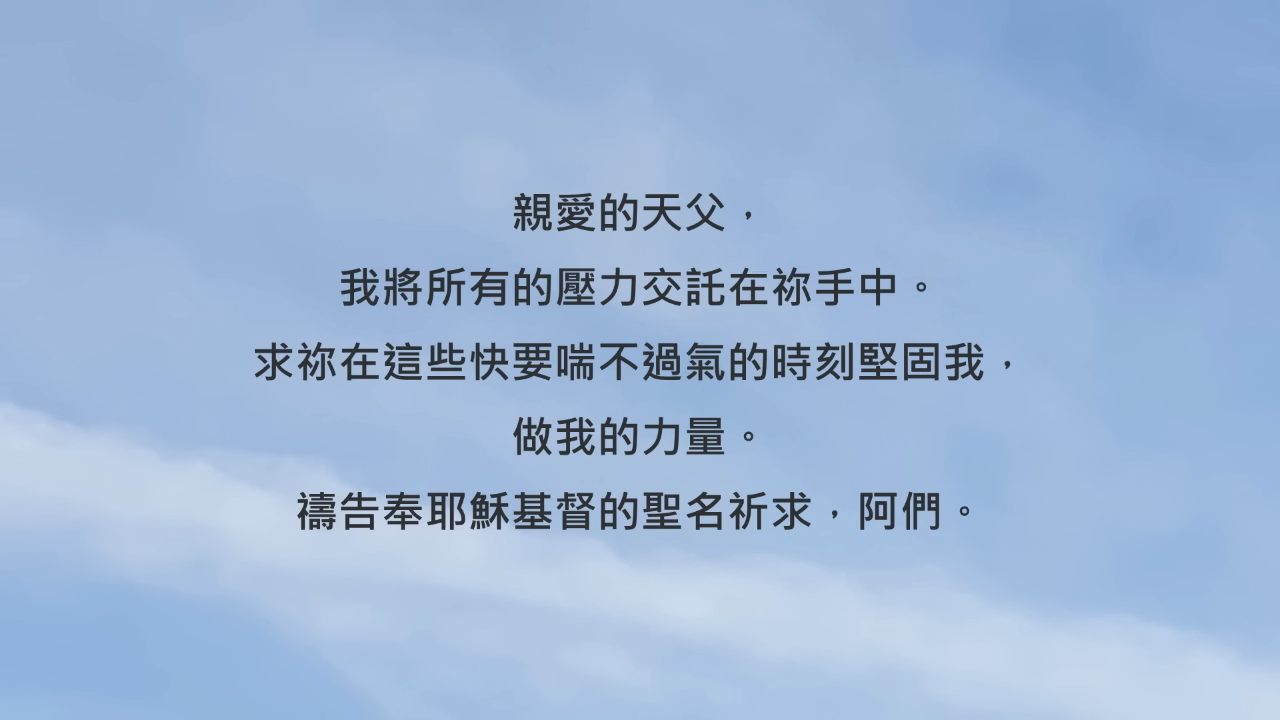 親愛的天父，
我將所有的壓力交託在祢手中。
求祢在這些快要喘不過氣的時刻堅固我，
做我的力量。
禱告奉耶穌基督的聖名祈求，阿們。